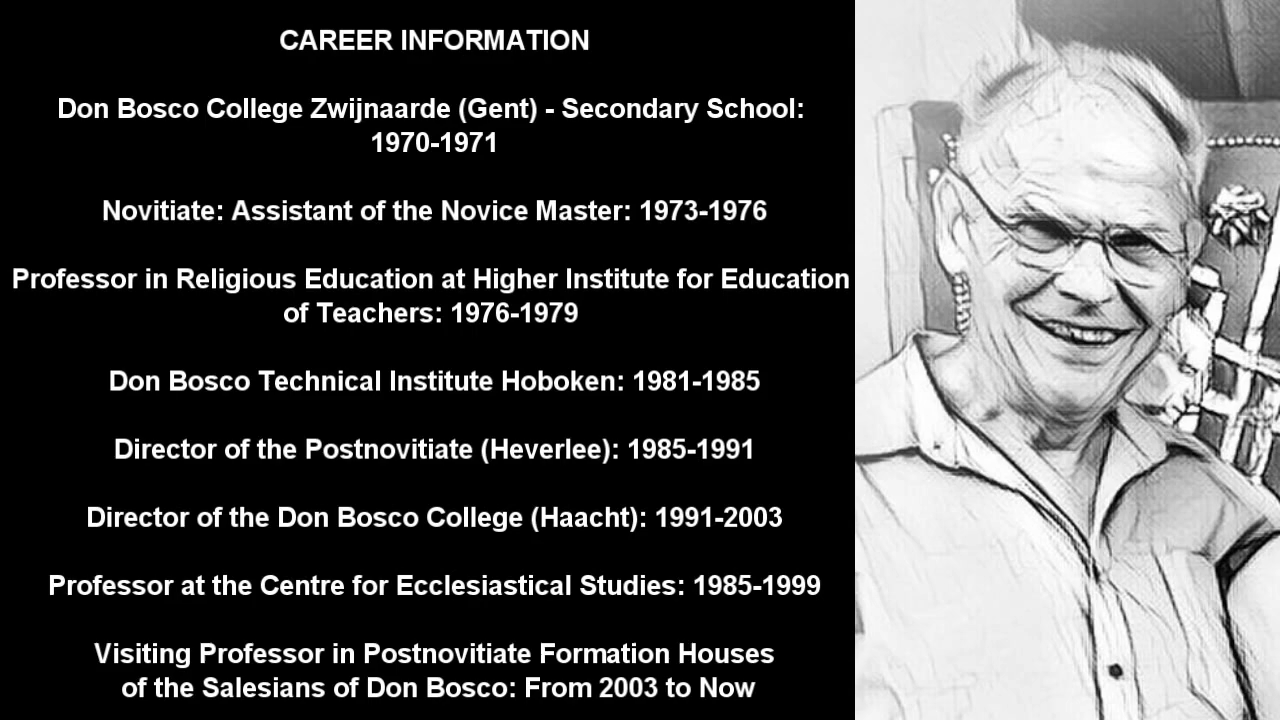 CAREER INFORMATION
Don Bosco College Zwijnaarde (Gent) - Secondary School:
1970-1971
Novitiate: Assistant of the Novice Master: 1973-1976
Professor in Religious Education at Higher Institute for Education
of Teachers: 1976-1979
Don Bosco Technical Institute Hoboken: 1981-1985
Director of the Postnovitiate (Heverlee): 1985-1991
Director of the Don Bosco College (Haacht): 1991-2003
Professor at the Centre for Ecclesiastical Studies: 1985-1999
Visiting Professor in Postnovitiate Formation Houses
of the Salesians of Don Bosco: From 2003 to Now